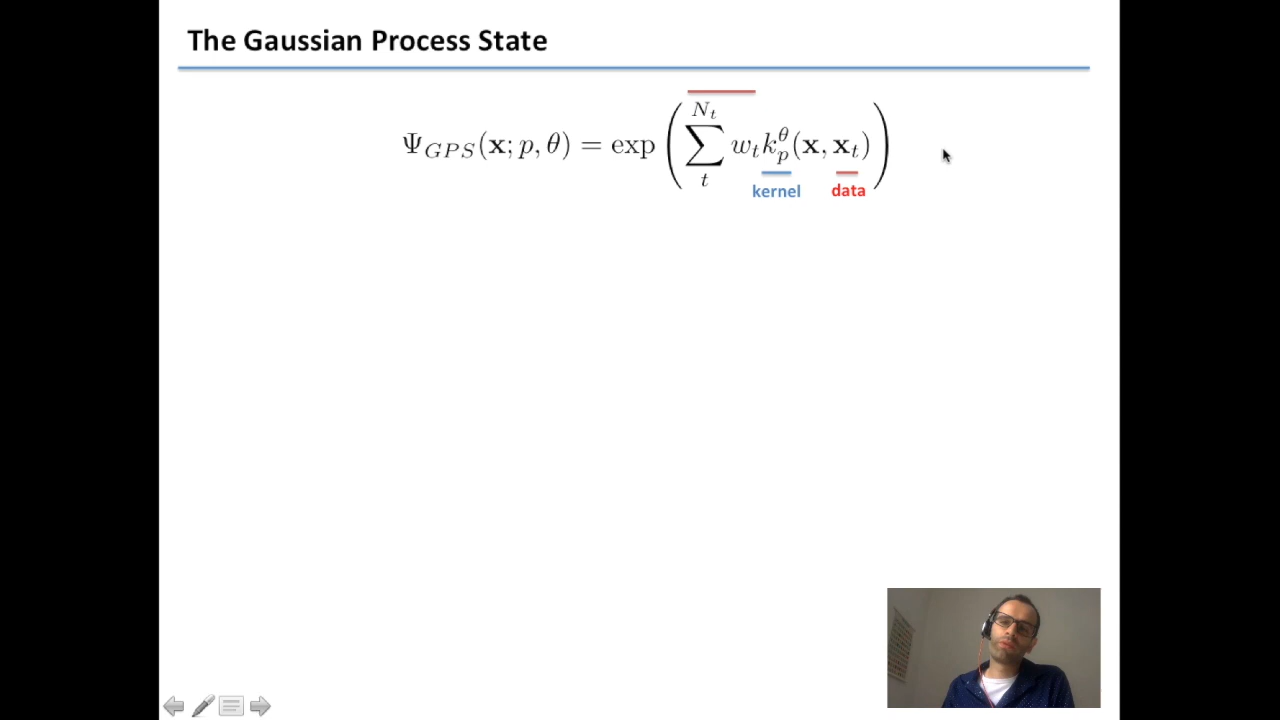 The Gaussian Process State
Ψ_{GPS}(𝐱; p, θ) = exp ( ∑_{t}^{N_t} w_t k_p^θ(𝐱, 𝐱_t) )
kernel data